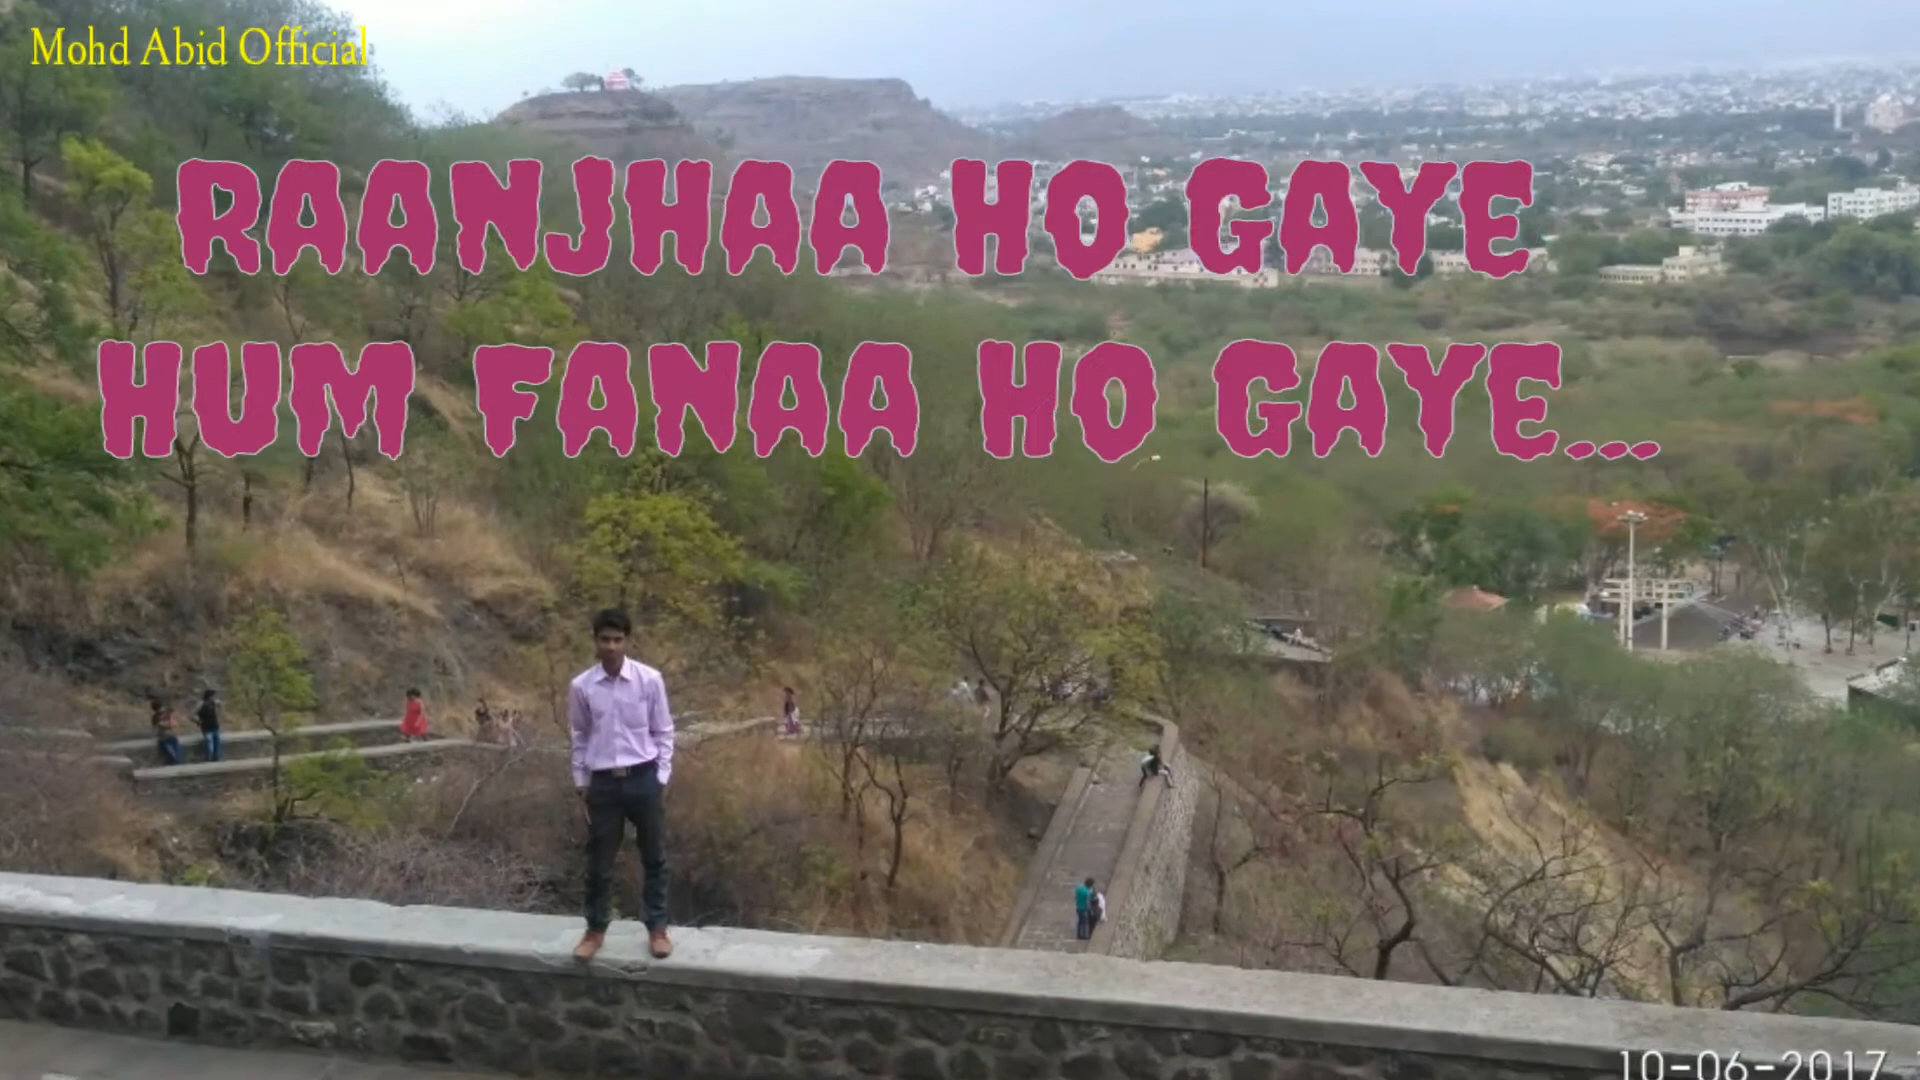 Mohd Abid Official
RAANJHAA HO GAYE
HUM FANAA HO GAYE...
10-06-2017